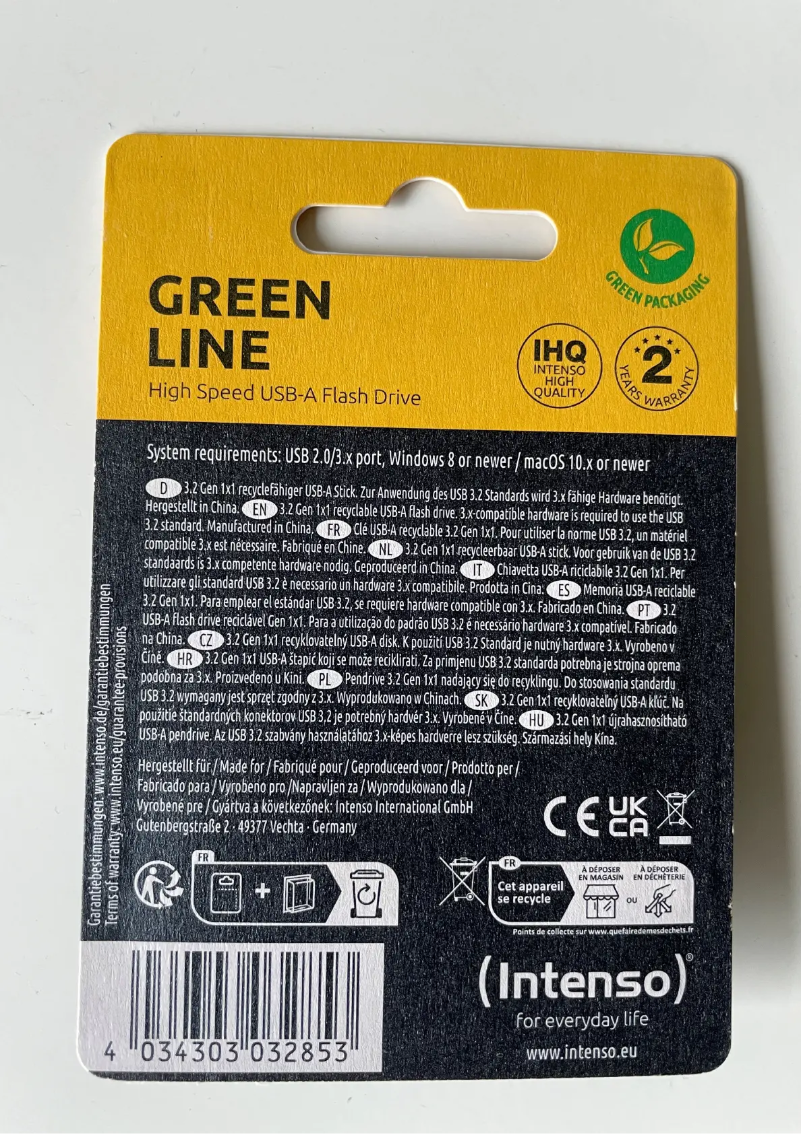 GREEN PACKAGING
GREEN
LINE
High Speed USB-A Flash Drive
IHQ
INTENSO
HIGH
QUALITY
2
YEARS WARRANTY
System requirements: USB 2.0/3.x port, Windows 8 or newer / macOS 10.x or newer
D 3.2 Gen 1x1 recyclefähiger USB-A Stick. Zur Anwendung des USB 3.2 Standards wird 3.x fähige Hardware benötigt.
Hergestellt in China. EN 3.2 Gen 1x1 recyclable USB-A flash drive. 3.x-compatible hardware is required to use the USB
3.2 standard. Manufactured in China. FR Clé USB-A recyclable 3.2 Gen 1x1. Pour utiliser la norme USB 3.2, un matériel
compatible 3.x est nécessaire. Fabriqué en Chine. NL 3.2 Gen 1x1 recycleerbaar USB-A stick. Voor gebruik van de USB 3.2
standaards is 3.x competente hardware nodig. Geproduceerd in China. IT Chiavetta USB-A riciclabile 3.2 Gen 1x1. Per
utilizzare gli standard USB 3.2 è necessario un hardware 3.x compatibile. Prodotta in Cina. ES Memoria USB-A reciclable
3.2 Gen 1x1. Para emplear el estándar USB 3.2, se requiere hardware compatible con 3.x. Fabricado en China. PT 3.2
USB-A flash drive reciclável Gen 1x1. Para a utilização do padrão USB 3.2 é necessário hardware 3.x compatível. Fabricado
na China. CZ 3.2 Gen 1x1 recyklovatelný USB-A disk. K použití USB 3.2 Standard je nutný hardware 3.x. Vyrobeno v
Číně. HR 3.2 Gen 1x1 USB-A štapić koji se može reciklirati. Za primjenu USB 3.2 standarda potrebna je strojna oprema
podobna za 3.x. Proizvedeno u Kini. PL Pendrive 3.2 Gen 1x1 nadający się do recyklingu. Do stosowania standardu
USB 3.2 wymagany jest sprzęt zgodny z 3.x. Wyprodukowano w Chinach. SK 3.2 Gen 1x1 recyklovateľný USB-A kľúč. Na
použitie štandardných konektorov USB 3,2 je potrebný hardvér 3.x. Vyrobené v Číne. HU 3.2 Gen 1x1 újrahasznosítható
USB-A pendrive. Az USB 3.2 szabvány használatához 3.x-képes hardverre lesz szükség. Származási hely Kína.
Hergestellt für / Made for / Fabriqué pour / Geproduceerd voor / Prodotto per /
Fabricado para / Vyrobeno pro /Napravljen za / Wyprodukowano dla /
Vyrobené pre / Gyártva a következőnek: Intenso International GmbH
Gutenbergstraße 2 · 49377 Vechta · Germany
Garantiebestimmungen: www.intenso.de/garantiebestimmungen
Terms of warranty: www.intenso.eu/guarantee-provisions
CE UK
CA
FR
+
FR
Cet appareil
se recycle
À DÉPOSER
EN MAGASIN
OU
À DÉPOSER
EN DÉCHÈTERIE
Points de collecte sur www.quefairedemesdechets.fr
4 034303 032853
(Intenso)®
for everyday life
www.intenso.eu